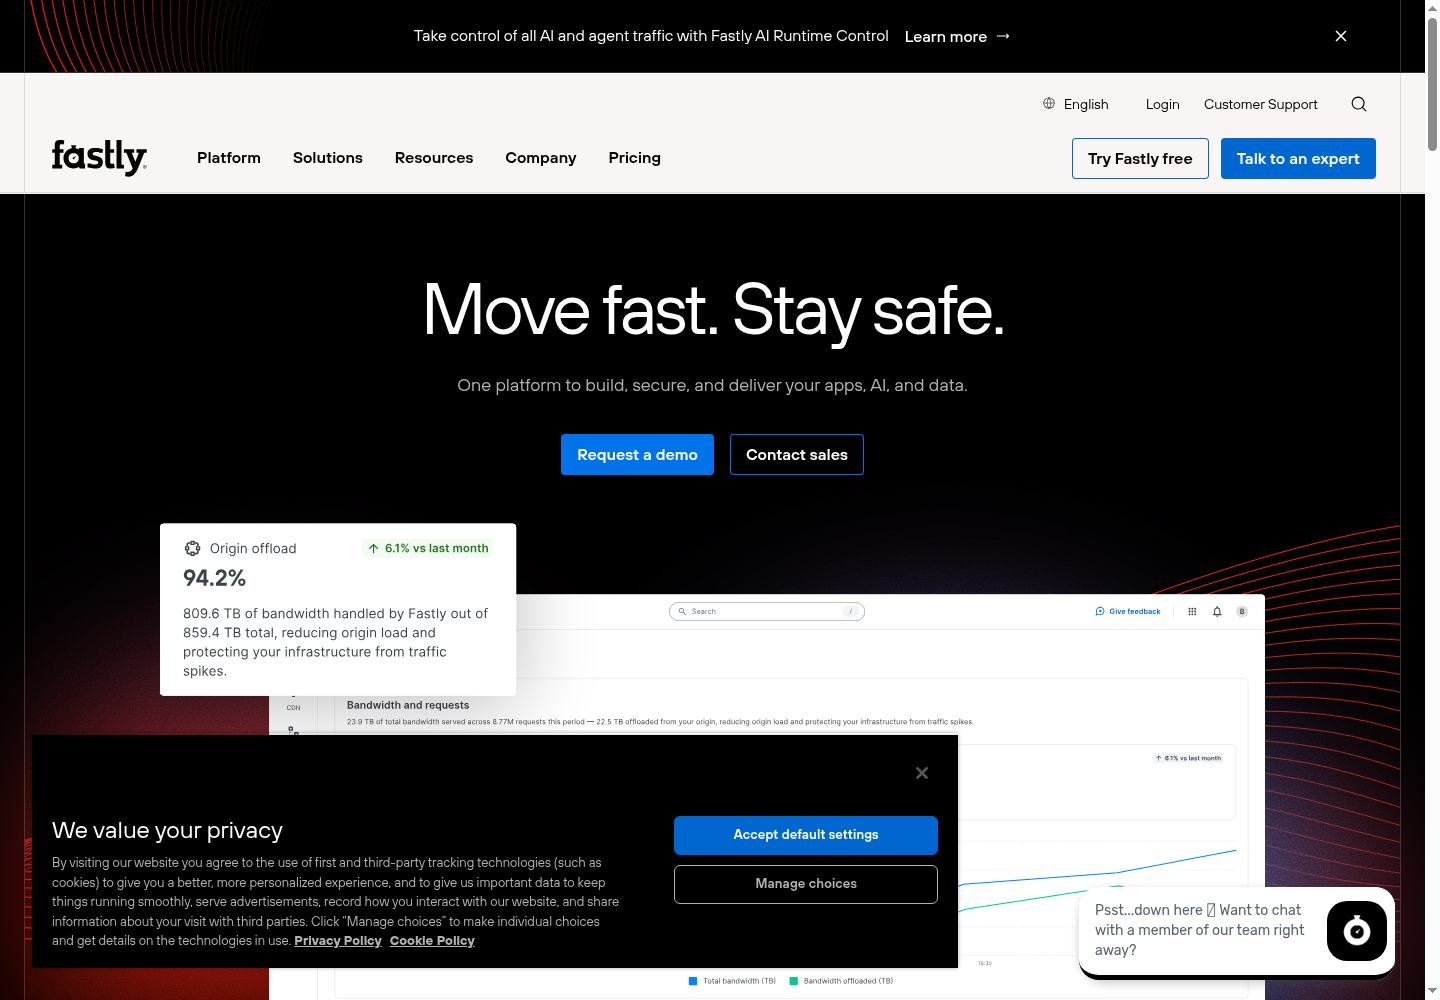 Take control of all AI and agent traffic with Fastly AI Runtime Control Learn more →
English Login Customer Support
fastly
Platform Solutions Resources Company Pricing
Try Fastly free Talk to an expert
Move fast. Stay safe.
One platform to build, secure, and deliver your apps, AI, and data.
Request a demo Contact sales
Origin offload ↑ 6.1% vs last month
94.2%
809.6 TB of bandwidth handled by Fastly out of
859.4 TB total, reducing origin load and
protecting your infrastructure from traffic
spikes.
Search /
Give feedback B
CDN
Bandwidth and requests
23.9 TB of total bandwidth served across 8.77M requests this period — 22.5 TB offloaded from your origin, reducing origin load and protecting your infrastructure from traffic spikes.
↑ 6.1% vs last month
We value your privacy
By visiting our website you agree to the use of first and third-party tracking technologies (such as
cookies) to give you a better, more personalized experience, and to give us important data to keep
things running smoothly, serve advertisements, record how you interact with our website, and share
information about your visit with third parties. Click “Manage choices” to make individual choices
and get details on the technologies in use. Privacy Policy Cookie Policy
Accept default settings
Manage choices
Psst...down here Want to chat
with a member of our team right
away?
Total bandwidth (TB) Bandwidth offloaded (TB)